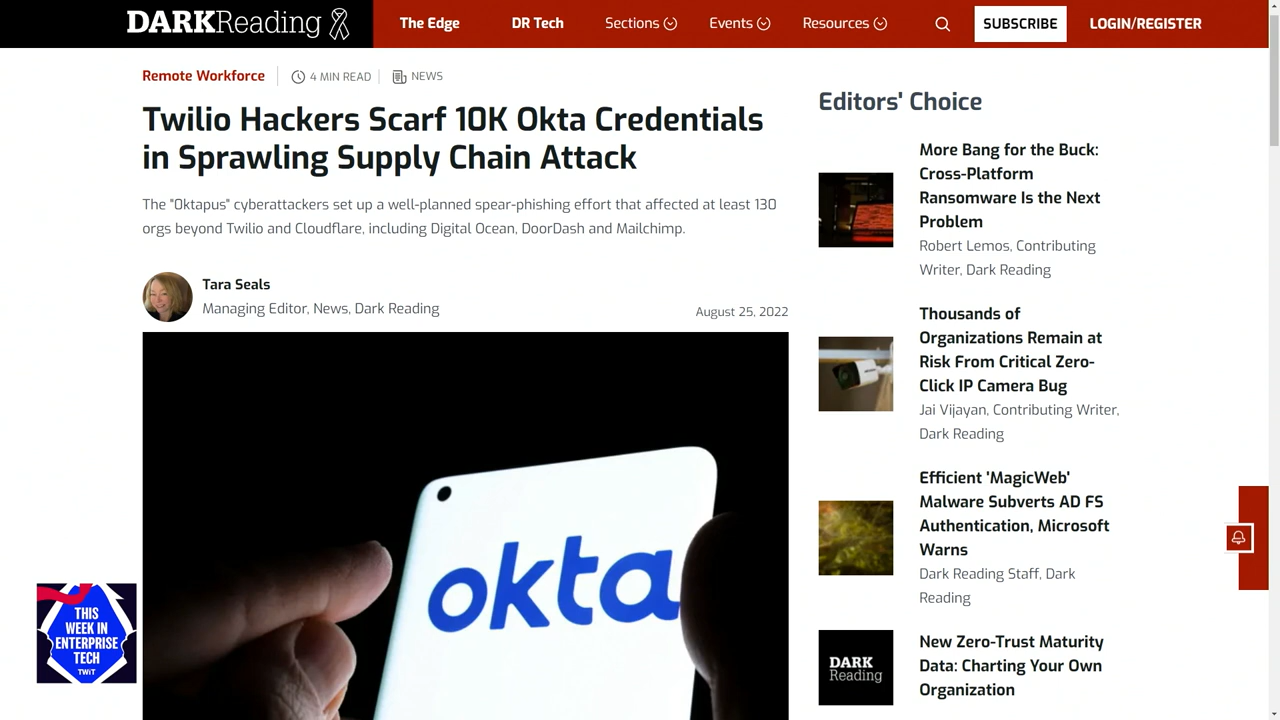 DARKReading
The Edge
DR Tech
Sections
Events
Resources
SUBSCRIBE
LOGIN/REGISTER
Remote Workforce
4 MIN READ
NEWS
Twilio Hackers Scarf 10K Okta Credentials
in Sprawling Supply Chain Attack
The "Oktapus" cyberattackers set up a well-planned spear-phishing effort that affected at least 130
orgs beyond Twilio and Cloudflare, including Digital Ocean, DoorDash and Mailchimp.
Tara Seals
Managing Editor, News, Dark Reading
August 25, 2022
okta
THIS
WEEK IN
ENTERPRISE
TECH
TWiT
Editors' Choice
More Bang for the Buck:
Cross-Platform
Ransomware Is the Next
Problem
Robert Lemos, Contributing
Writer, Dark Reading
Thousands of
Organizations Remain at
Risk From Critical Zero-
Click IP Camera Bug
Jai Vijayan, Contributing Writer,
Dark Reading
Efficient 'MagicWeb'
Malware Subverts AD FS
Authentication, Microsoft
Warns
Dark Reading Staff, Dark
Reading
DARK
Reading
New Zero-Trust Maturity
Data: Charting Your Own
Organization